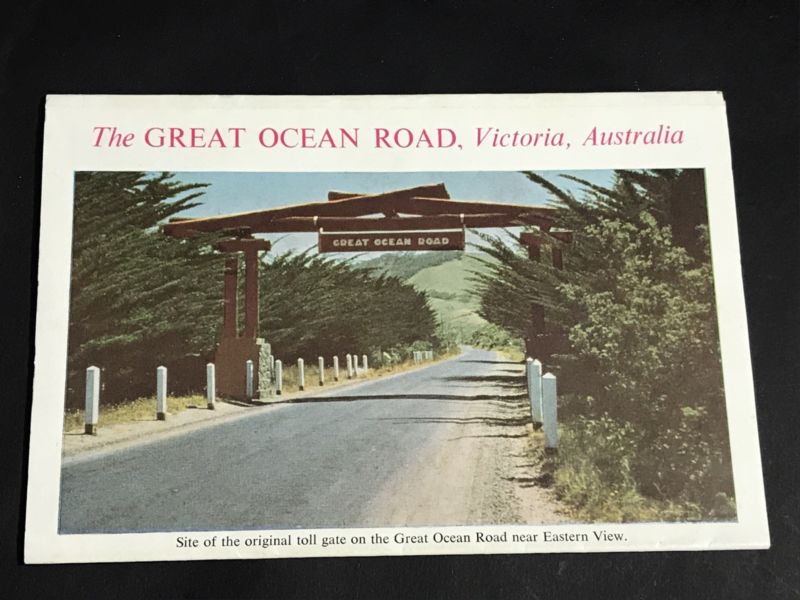 The GREAT OCEAN ROAD, Victoria, Australia
GREAT OCEAN ROAD
Site of the original toll gate on the Great Ocean Road near Eastern View.